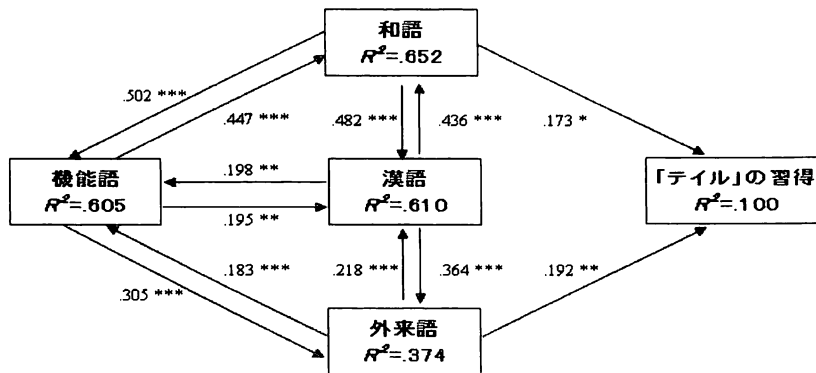 和語
R²=.652
.502 ***
.447 ***
.482 ***
.436 ***
.173 *
機能語
R²=.605
.198 **
.195 **
漢語
R²=.610
「テイル」の習得
R²=.100
.305 ***
.183 ***
.218 ***
.364 ***
.192 **
外来語
R²=.374